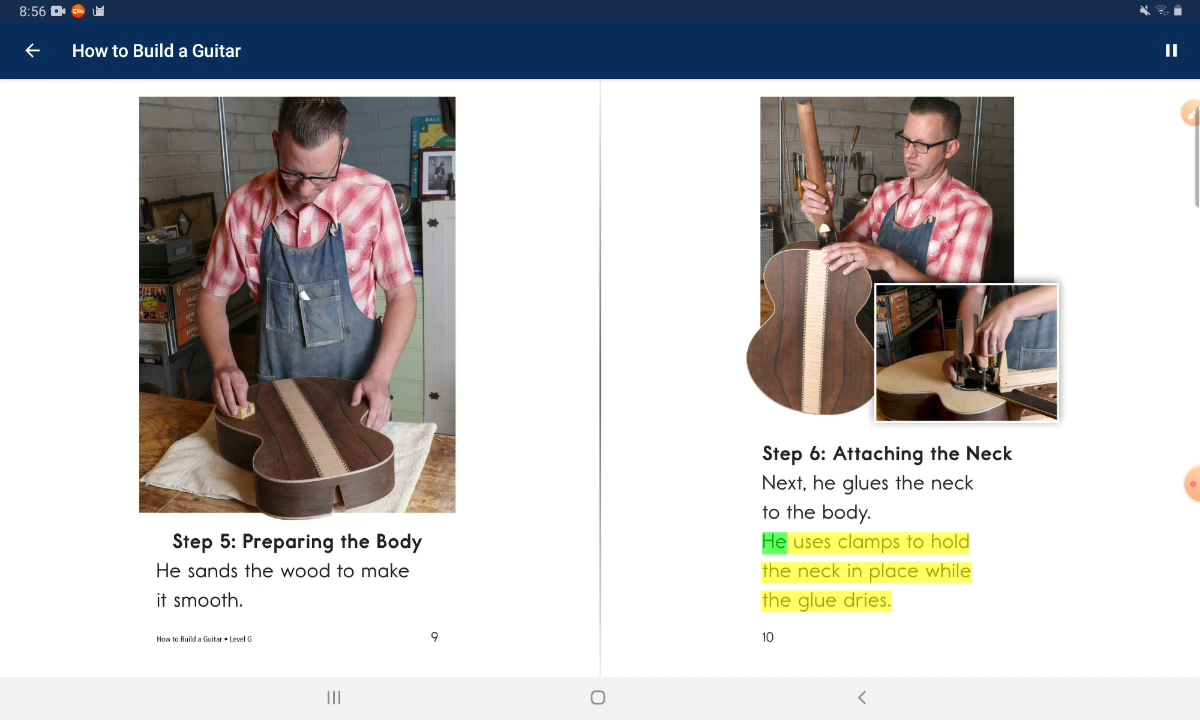 8:56
How to Build a Guitar
Step 5: Preparing the Body
He sands the wood to make
it smooth.
How to Build a Guitar • Level G
9
Step 6: Attaching the Neck
Next, he glues the neck
to the body.
He uses clamps to hold
the neck in place while
the glue dries.
10